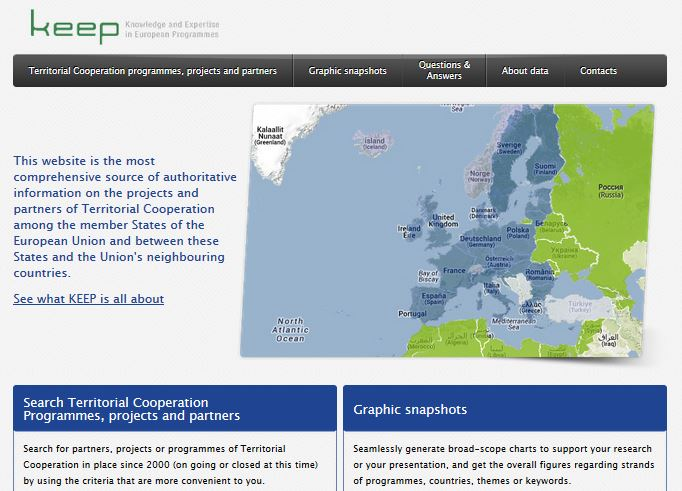 keep
Knowledge and Expertise
in European Programmes
Territorial Cooperation programmes, projects and partners
Graphic snapshots
Questions &
Answers
About data
Contacts
This website is the most
comprehensive source of authoritative
information on the projects and
partners of Territorial Cooperation
among the member States of the
European Union and between these
States and the Union's neighbouring
countries.
See what KEEP is all about
Sea
Kalaallit
Nunaat
(Greenland)
Ísland
(Iceland)
Sverige
(Sweden)
Suomi
(Finland)
Norge
(Norway)
Россия
(Russia)
Danmark
(Denmark)
United
Kingdom
Ireland
Éire
Polska
(Poland)
Беларусь
(Belarus)
Deutschland
(Germany)
Україна
(Ukraine)
Österreich
(Austria)
France
Bay of
Biscay
România
(Romania)
Italia
(Italy)
España
(Spain)
Portugal
Ελλάς
(Greece)
Türkiye
(Turkey)
North
Atlantic
Ocean
Mediterranean
Sea
(Morocco)
(Algeria)
(Iraq)
Search Territorial Cooperation
Programmes, projects and partners
Search for partners, projects or programmes of Territorial
Cooperation in place since 2000 (on going or closed at this time)
by using the criteria that are more convenient to you.
Graphic snapshots
Seamlessly generate broad-scope charts to support your research
or your presentation, and get the overall figures regarding strands
of programmes, countries, themes or keywords.